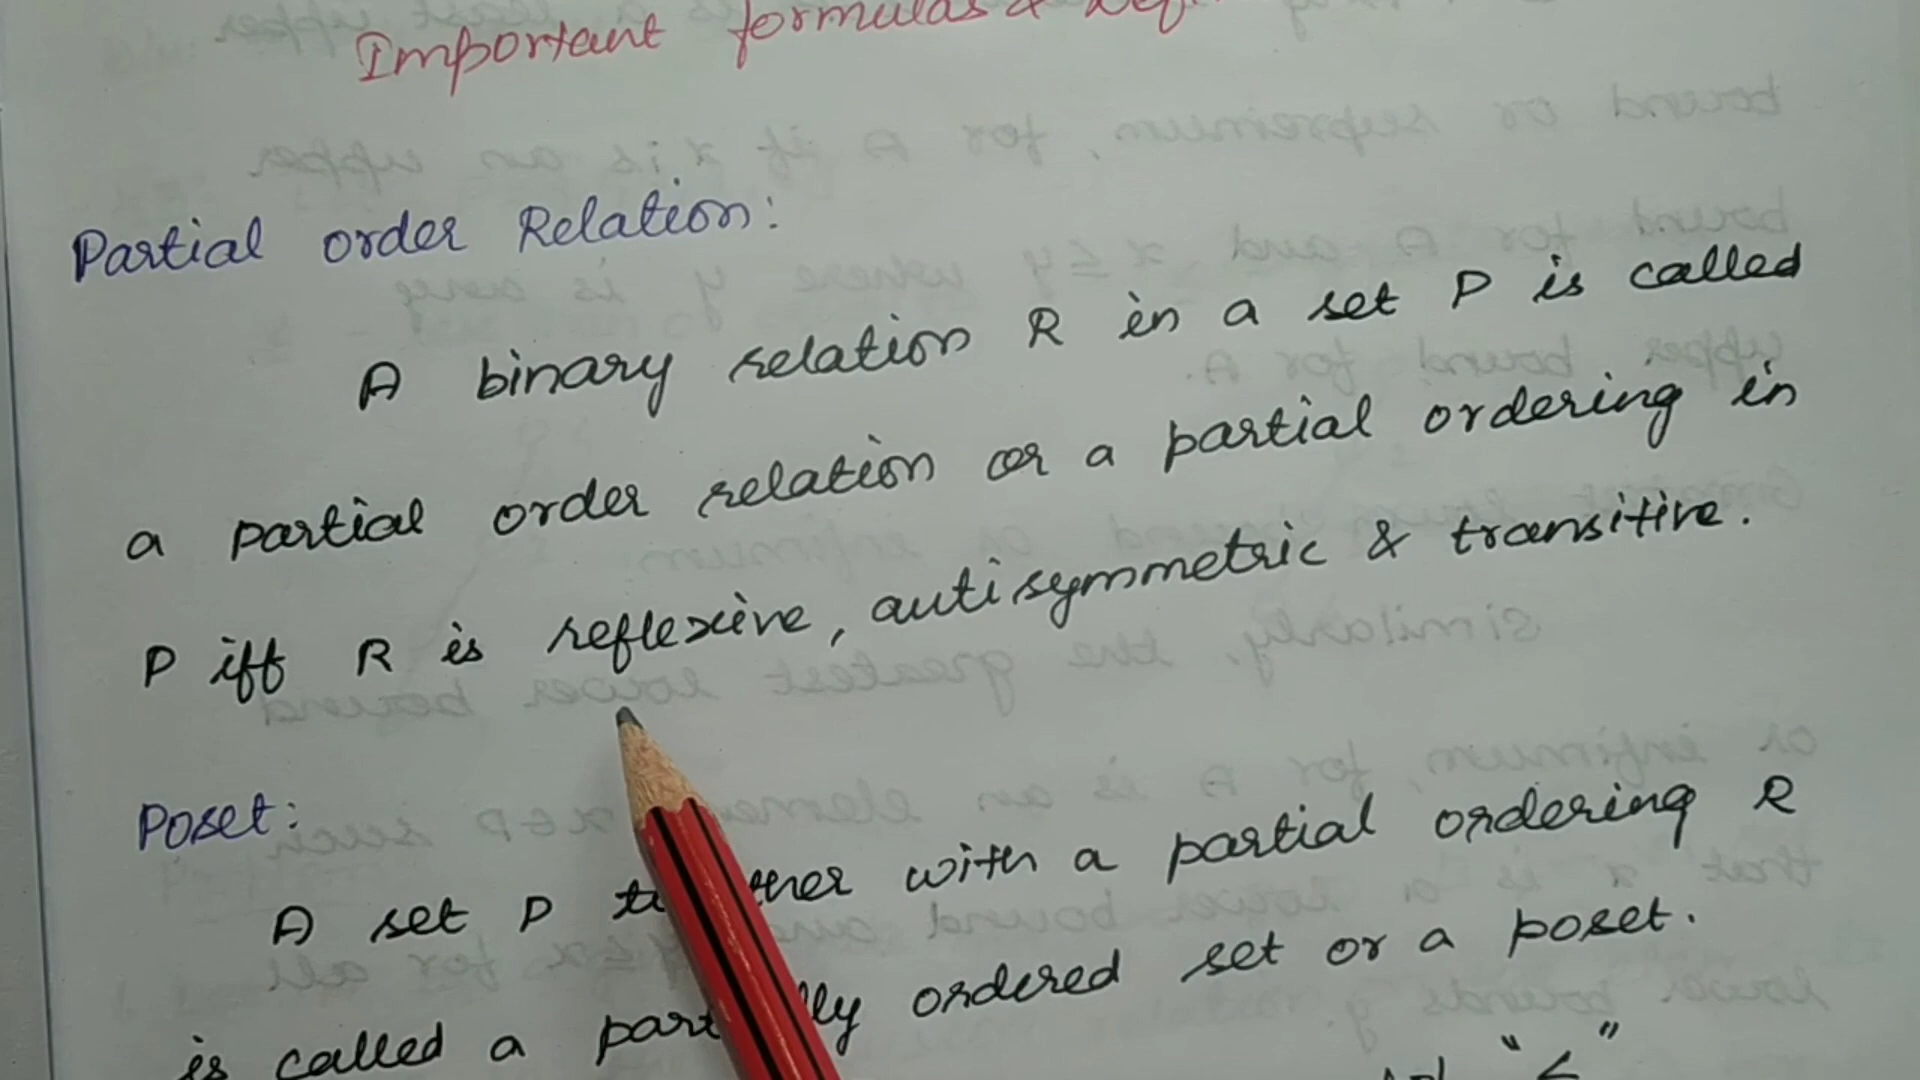 Important formulas &
Partial order Relation:
A binary relation R in a set P is called
a partial order relation or a partial ordering in
P iff R is reflexive, antisymmetric & transitive.
Poset:
A set P with a partial ordering R
is called a ordered set or a poset.
"≤"